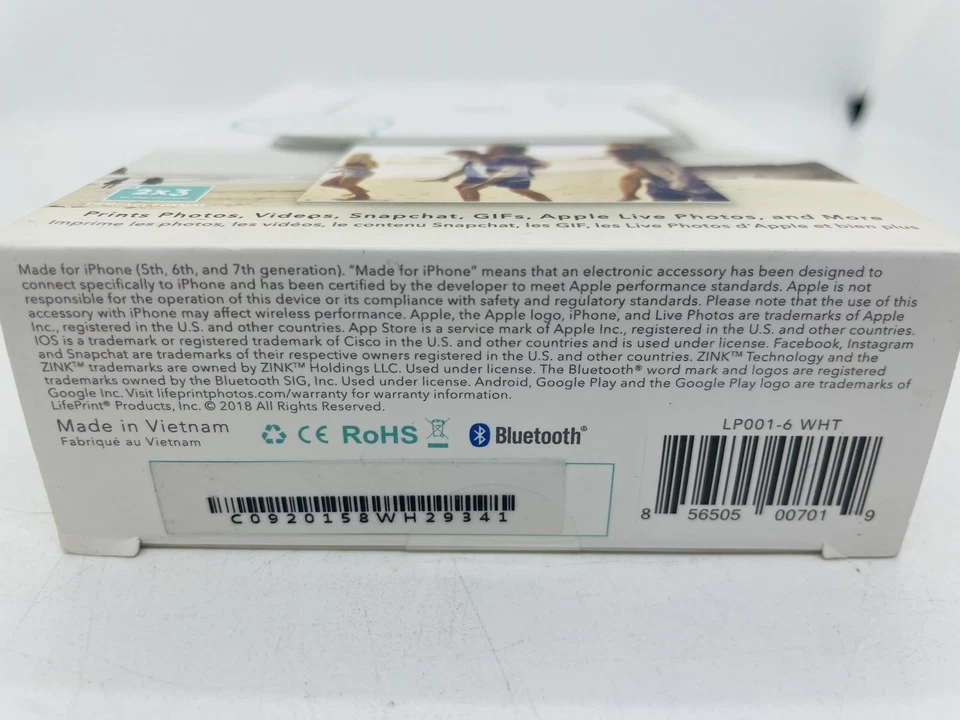 2x3
Prints Photos, Videos, Snapchat, GIFs, Apple Live Photos, and More
Imprime les photos, les vidéos, le contenu Snapchat, les GIF, les Live Photos d'Apple et bien plus
Made for iPhone (5th, 6th, and 7th generation). "Made for iPhone" means that an electronic accessory has been designed to
connect specifically to iPhone and has been certified by the developer to meet Apple performance standards. Apple is not
responsible for the operation of this device or its compliance with safety and regulatory standards. Please note that the use of this
accessory with iPhone may affect wireless performance. Apple, the Apple logo, iPhone, and Live Photos are trademarks of Apple
Inc., registered in the U.S. and other countries. App Store is a service mark of Apple Inc., registered in the U.S. and other countries.
IOS is a trademark or registered trademark of Cisco in the U.S. and other countries and is used under license. Facebook, Instagram
and Snapchat are trademarks of their respective owners registered in the U.S. and other countries. ZINK™ Technology and the
ZINK™ trademarks are owned by ZINK™ Holdings LLC. Used under license. The Bluetooth® word mark and logos are registered
trademarks owned by the Bluetooth SIG, Inc. Used under license. Android, Google Play and the Google Play logo are trademarks of
Google Inc. Visit lifeprintphotos.com/warranty for warranty information.
LifePrint® Products, Inc. © 2018 All Rights Reserved.
Made in Vietnam
Fabriqué au Vietnam
CE RoHS Bluetooth®
LP001-6 WHT
C0920158WH29341
8 56505 00701 9